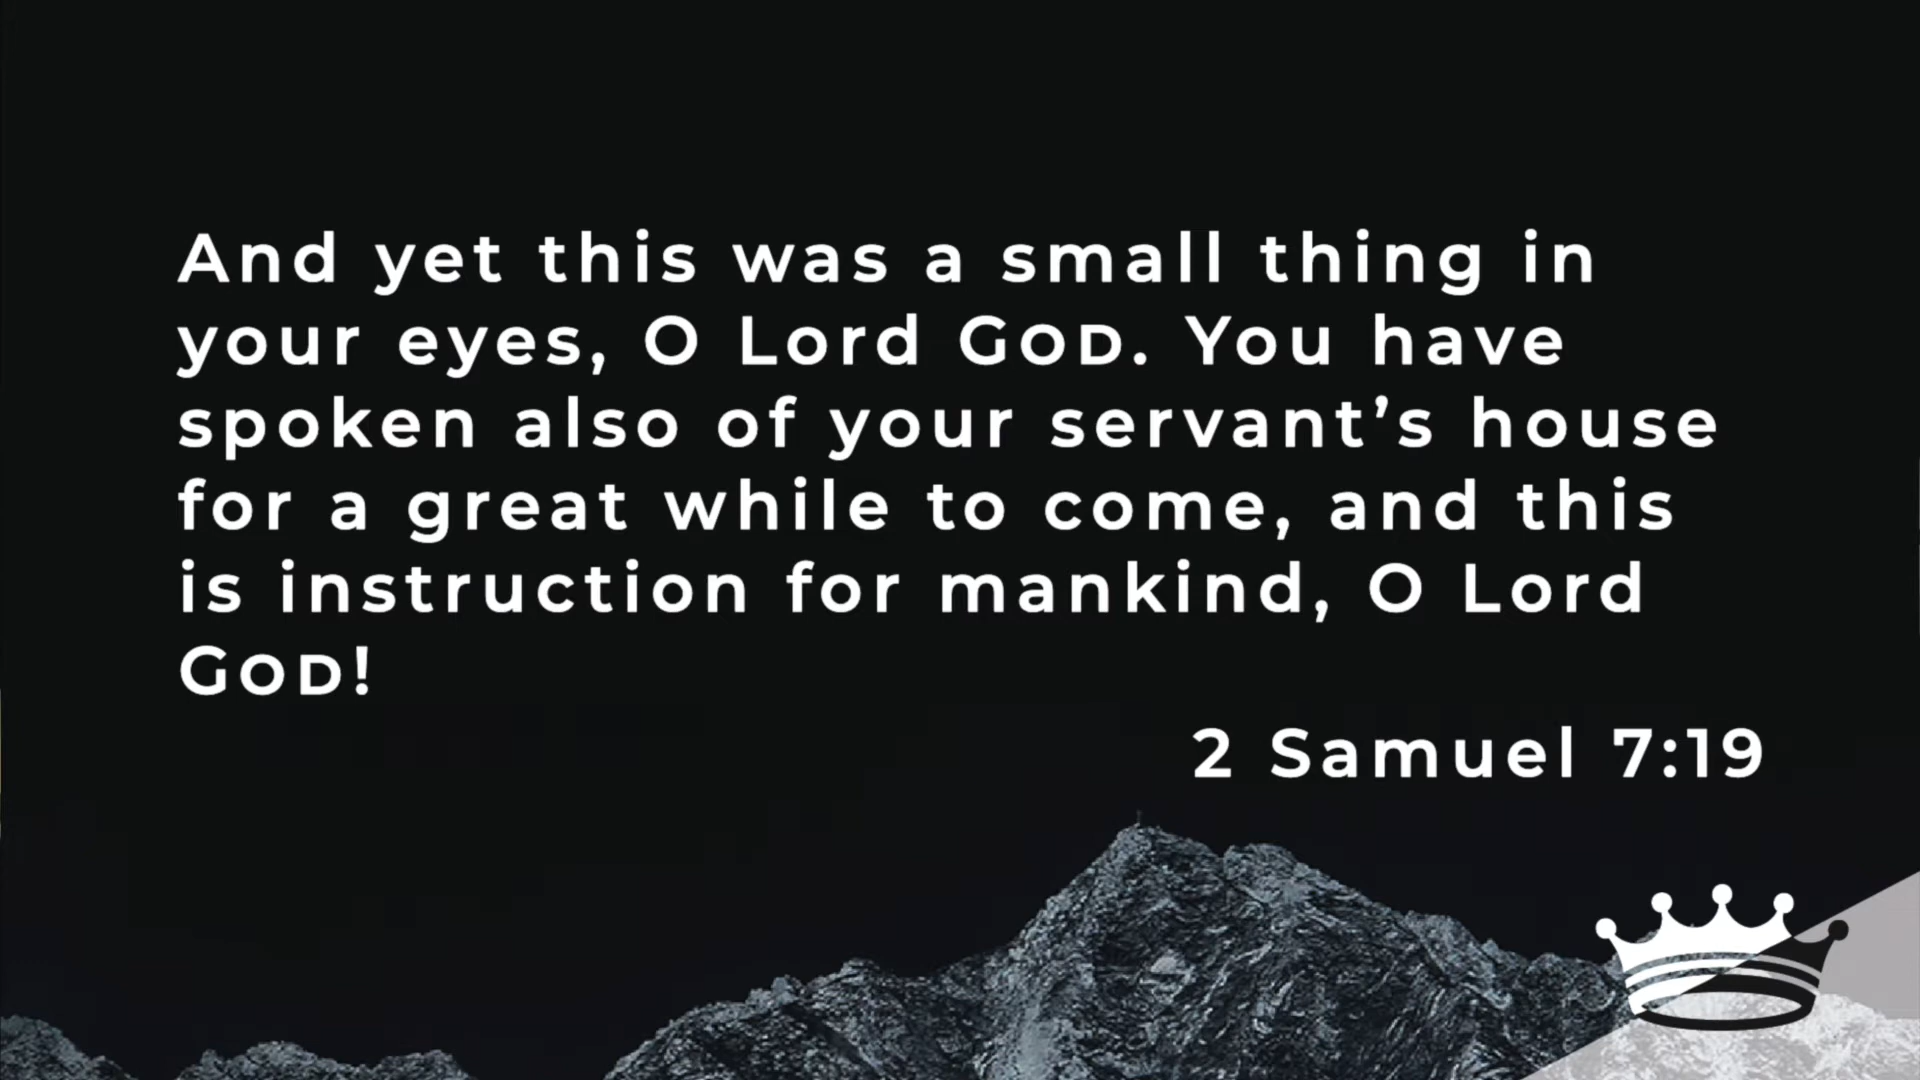 And yet this was a small thing in
your eyes, O Lord GOD. You have
spoken also of your servant’s house
for a great while to come, and this
is instruction for mankind, O Lord
GOD!
2 Samuel 7:19